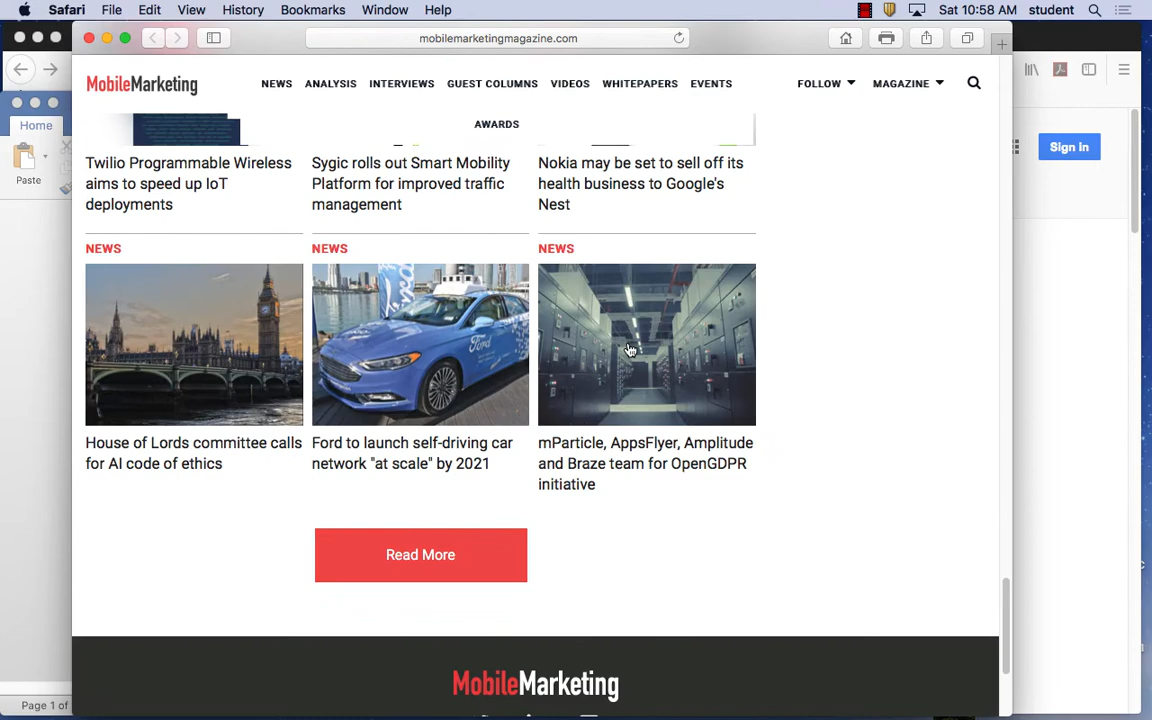 Safari File Edit View History Bookmarks Window Help Sat 10:58 AM student
mobilemarketingmagazine.com
MobileMarketing NEWS ANALYSIS INTERVIEWS GUEST COLUMNS VIDEOS WHITEPAPERS EVENTS FOLLOW MAGAZINE
AWARDS
Home
Paste
Sign in
Twilio Programmable Wireless
aims to speed up IoT
deployments
Sygic rolls out Smart Mobility
Platform for improved traffic
management
Nokia may be set to sell off its
health business to Google's
Nest
NEWS
House of Lords committee calls
for AI code of ethics
NEWS
Ford
Ford to launch self-driving car
network "at scale" by 2021
NEWS
mParticle, AppsFlyer, Amplitude
and Braze team for OpenGDPR
initiative
Read More
MobileMarketing
Page 1 of